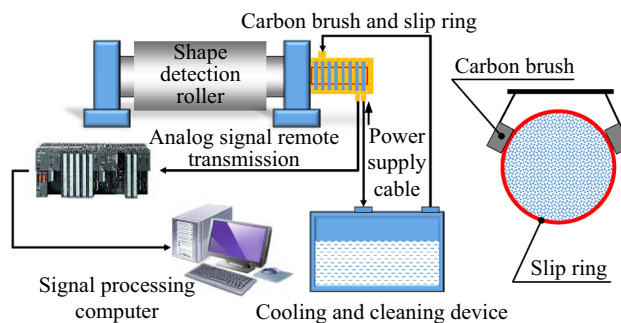 Carbon brush and slip ring
Shape
detection
roller
Carbon brush
Analog signal remote
transmission
Power
supply
cable
Signal processing
computer
Slip ring
Cooling and cleaning device